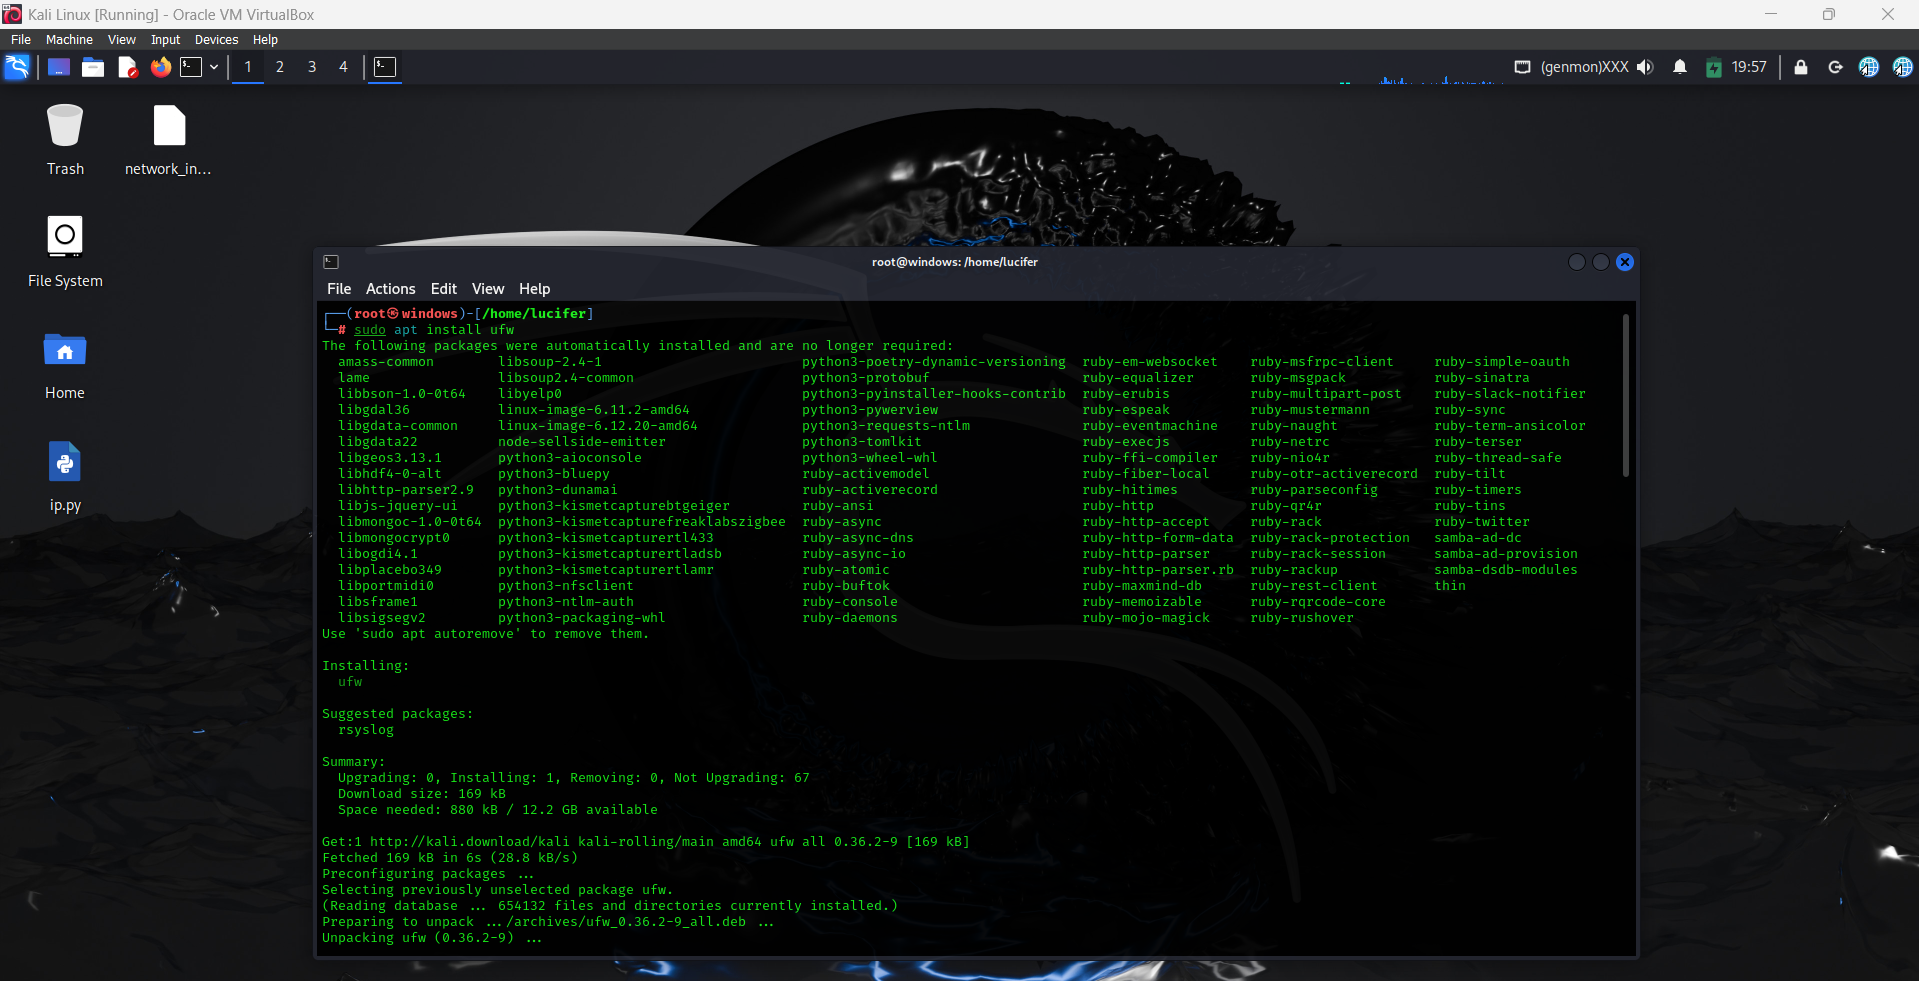 Kali Linux [Running] - Oracle VM VirtualBox
File Machine View Input Devices Help
1 2 3 4 (genmon)XXX 19:57
Trash network_in...
File System
Home
ip.py
root@windows: /home/lucifer
File Actions Edit View Help
┌──(root㉿windows)-[/home/lucifer]
└─# sudo apt install ufw
The following packages were automatically installed and are no longer required:
amass-common libsoup-2.4-1 python3-poetry-dynamic-versioning ruby-em-websocket ruby-msfrpc-client ruby-simple-oauth
lame libsoup2.4-common python3-protobuf ruby-equalizer ruby-msgpack ruby-sinatra
libbson-1.0-0t64 libyelp0 python3-pyinstaller-hooks-contrib ruby-erubis ruby-multipart-post ruby-slack-notifier
libgdal36 linux-image-6.11.2-amd64 python3-pywerview ruby-espeak ruby-mustermann ruby-sync
libgdata-common linux-image-6.12.20-amd64 python3-requests-ntlm ruby-eventmachine ruby-naught ruby-term-ansicolor
libgdata22 node-sellside-emitter python3-tomlkit ruby-execjs ruby-netrc ruby-terser
libgeos3.13.1 python3-aioconsole python3-wheel-whl ruby-ffi-compiler ruby-nio4r ruby-thread-safe
libhdf4-0-alt python3-bluepy ruby-activemodel ruby-fiber-local ruby-otr-activerecord ruby-tilt
libhttp-parser2.9 python3-dunamai ruby-activerecord ruby-hitimes ruby-parseconfig ruby-timers
libjs-jquery-ui python3-kismetcapturebtgeiger ruby-ansi ruby-http ruby-qr4r ruby-tins
libmongoc-1.0-0t64 python3-kismetcapturefreaklabszigbee ruby-async ruby-http-accept ruby-rack ruby-twitter
libmongocrypt0 python3-kismetcapturertl433 ruby-async-dns ruby-http-form-data ruby-rack-protection samba-ad-dc
libogdi4.1 python3-kismetcapturertladsb ruby-async-io ruby-http-parser ruby-rack-session samba-ad-provision
libplacebo349 python3-kismetcapturertlamr ruby-atomic ruby-http-parser.rb ruby-rackup samba-dsdb-modules
libportmidi0 python3-nfsclient ruby-buftok ruby-maxmind-db ruby-rest-client thin
libsframe1 python3-ntlm-auth ruby-console ruby-memoizable ruby-rqrcode-core
libsigsegv2 python3-packaging-whl ruby-daemons ruby-mojo-magick ruby-rushover
Use 'sudo apt autoremove' to remove them.
Installing:
ufw
Suggested packages:
rsyslog
Summary:
Upgrading: 0, Installing: 1, Removing: 0, Not Upgrading: 67
Download size: 169 kB
Space needed: 880 kB / 12.2 GB available
Get:1 http://kali.download/kali kali-rolling/main amd64 ufw all 0.36.2-9 [169 kB]
Fetched 169 kB in 6s (28.8 kB/s)
Preconfiguring packages ...
Selecting previously unselected package ufw.
(Reading database ... 654132 files and directories currently installed.)
Preparing to unpack .../archives/ufw_0.36.2-9_all.deb ...
Unpacking ufw (0.36.2-9) ...